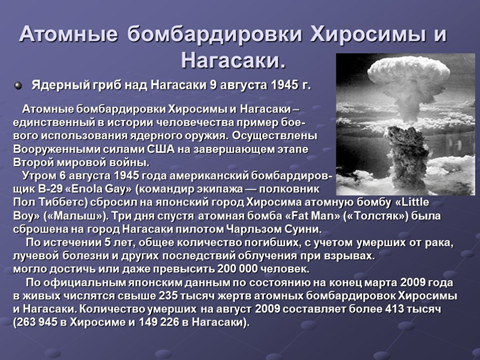 Атомные бомбардировки Хиросимы и
Нагасаки.
Ядерный гриб над Нагасаки 9 августа 1945 г.
Атомные бомбардировки Хиросимы и Нагасаки –
единственный в истории человечества пример бое-
вого использования ядерного оружия. Осуществлены
Вооруженными силами США на завершающем этапе
Второй мировой войны.
Утром 6 августа 1945 года американский бомбардиров-
щик B-29 «Enola Gay» (командир экипажа — полковник
Пол Тиббетс) сбросил на японский город Хиросима атомную бомбу «Little
Boy» («Малыш»). Три дня спустя атомная бомба «Fat Man» («Толстяк») была
сброшена на город Нагасаки пилотом Чарльзом Суини.
По истечении 5 лет, общее количество погибших, с учетом умерших от рака,
лучевой болезни и других последствий облучения при взрывах.
могло достичь или даже превысить 200 000 человек.
По официальным японским данным по состоянию на конец марта 2009 года
в живых числятся свыше 235 тысяч жертв атомных бомбардировок Хиросимы
и Нагасаки. Количество умерших на август 2009 составляет более 413 тысяч
(263 945 в Хиросиме и 149 226 в Нагасаки).